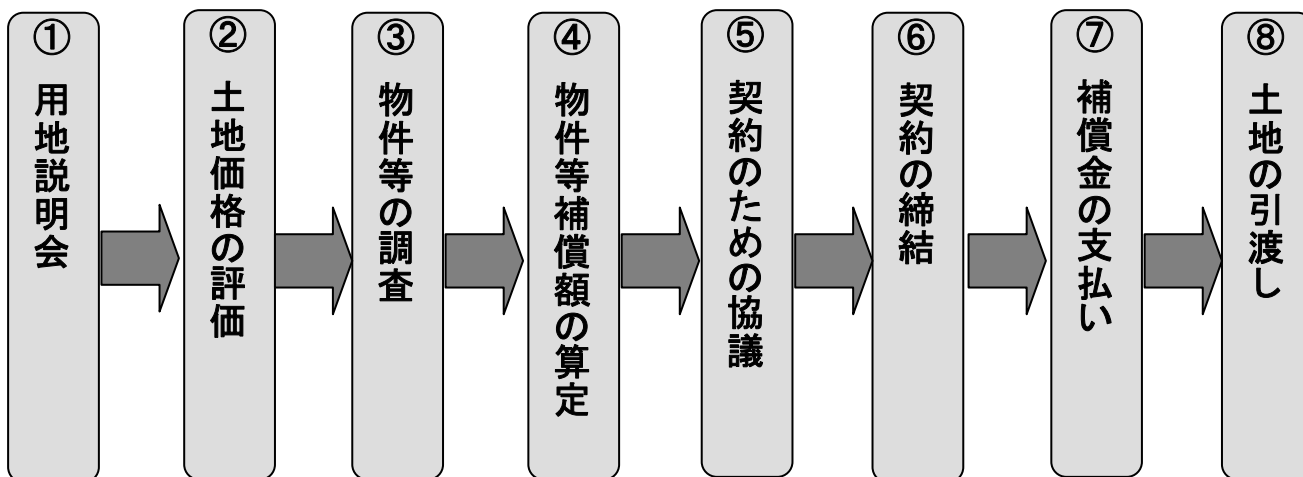 ①用地説明会
②土地価格の評価
③物件等の調査
④物件等補償額の算定
⑤契約のための協議
⑥契約の締結
⑦補償金の支払い
⑧土地の引渡し